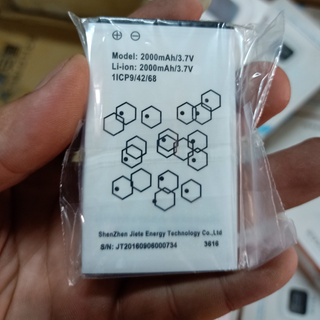 Model: 2000mAh/3.7V
Li-ion: 2000mAh/3.7V
1ICP9/42/68
ShenZhen Jiete Energy Technology Co.,Ltd
S/N: JT20160906000734 3616